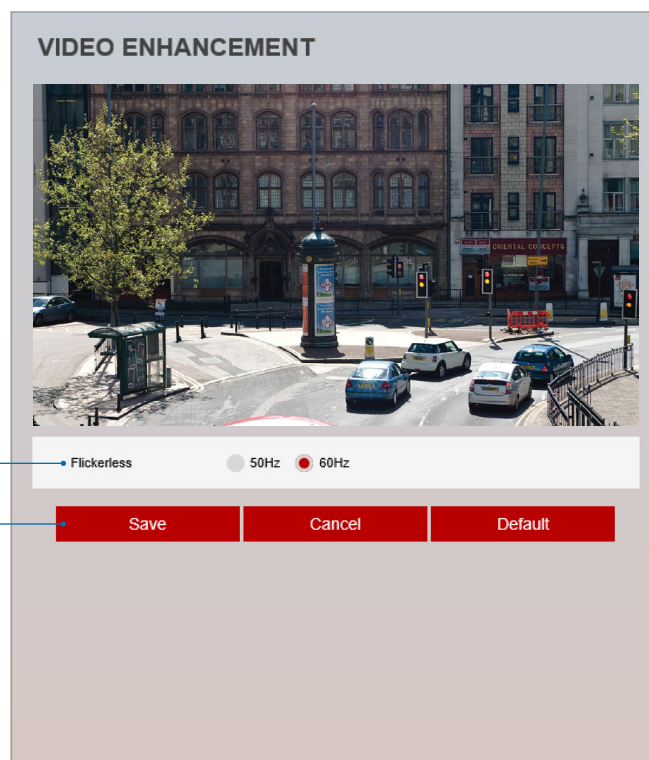 VIDEO ENHANCEMENT
ORIENTAL CONCEPTS
Flickerless 50Hz 60Hz
Save Cancel Default